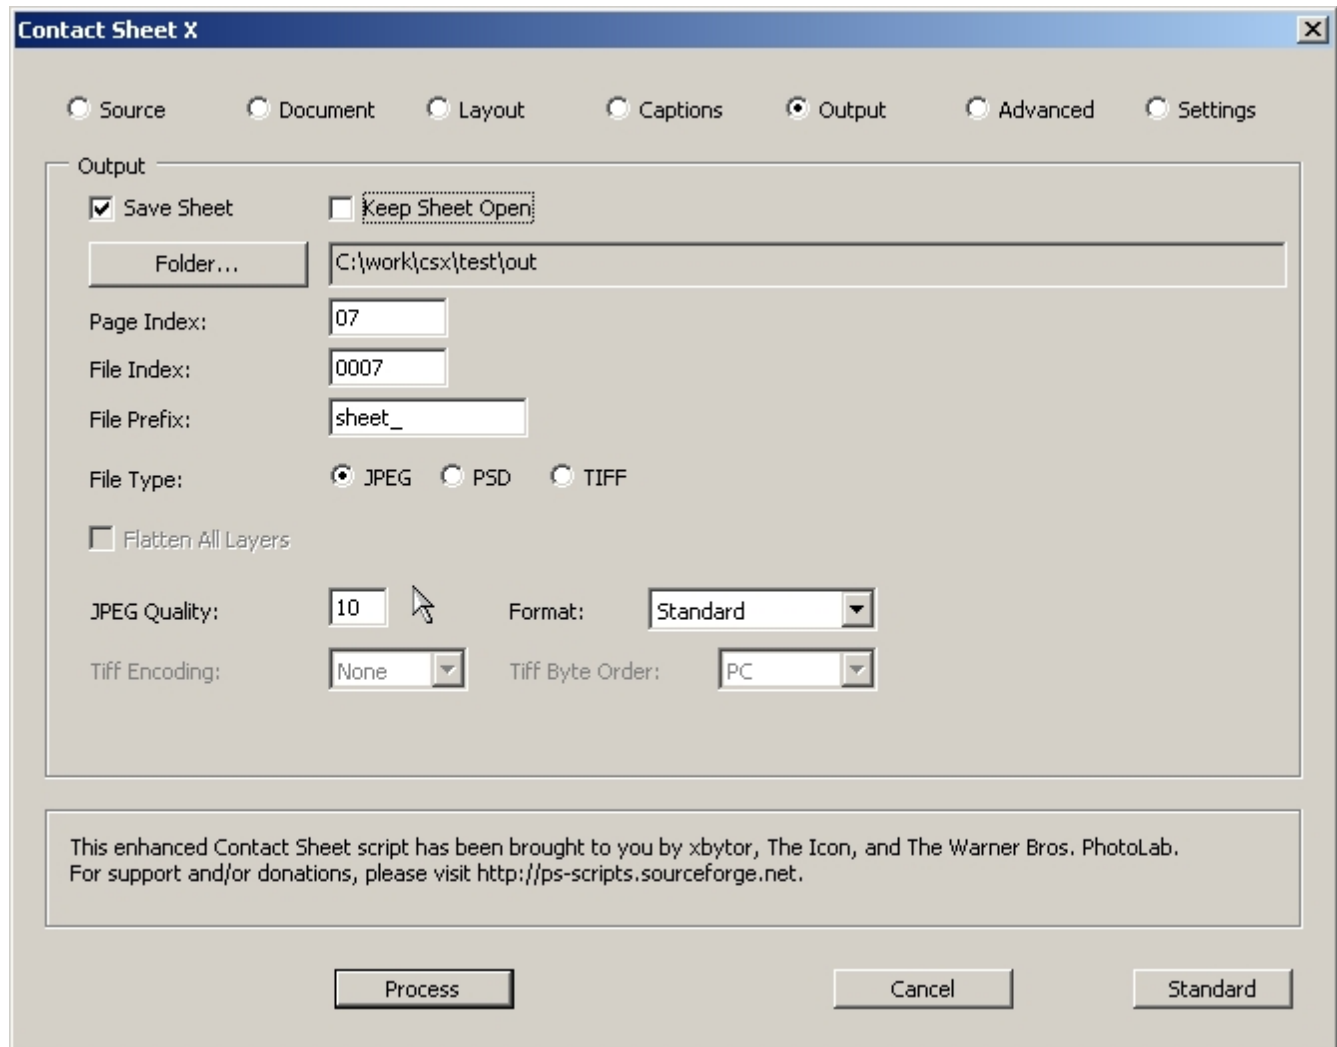 Contact Sheet X
Source Document Layout Captions Output Advanced Settings
Output
Save Sheet Keep Sheet Open
Folder... C:\work\csx\test\out
Page Index: 07
File Index: 0007
File Prefix: sheet_
File Type: JPEG PSD TIFF
Flatten All Layers
JPEG Quality: 10 Format: Standard
Tiff Encoding: None Tiff Byte Order: PC
This enhanced Contact Sheet script has been brought to you by xbytor, The Icon, and The Warner Bros. PhotoLab.
For support and/or donations, please visit http://ps-scripts.sourceforge.net.
Process Cancel Standard